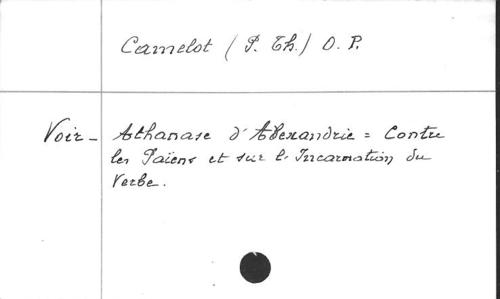 Camelot (P. Th.) O. P.
Voir - Athanase d'Alexandrie = Contre
les Païens et sur l'Incarnation du
Verbe.